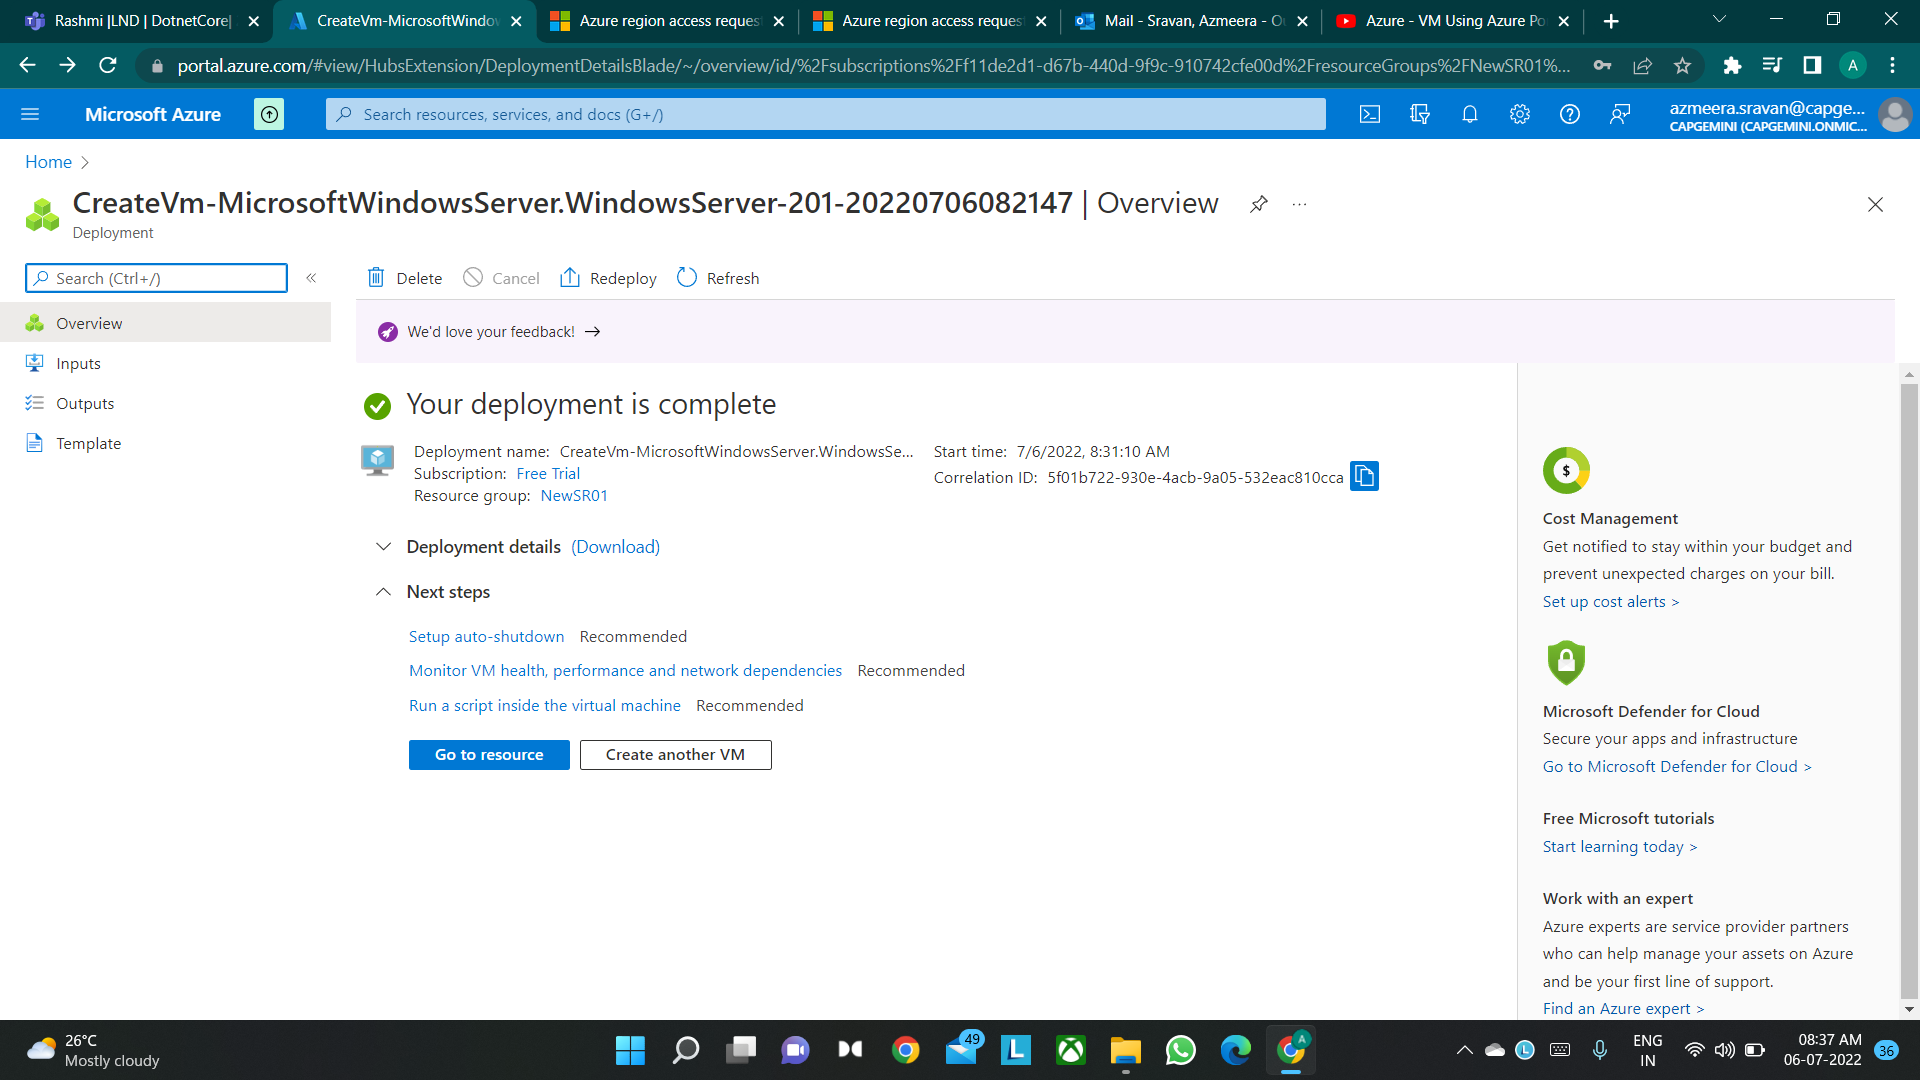 Rashmi |LND | DotnetCore|
CreateVm-MicrosoftWindow
Azure region access reques
Azure region access reques
Mail - Sravan, Azmeera - Ou
Azure - VM Using Azure Po
portal.azure.com/#view/HubsExtension/DeploymentDetailsBlade/~/overview/id/%2Fsubscriptions%2Ff11de2d1-d67b-440d-9f9c-910742cfe00d%2FresourceGroups%2FNewSR01%...
A
Microsoft Azure
Search resources, services, and docs (G+/)
azmeera.sravan@capge...
CAPGEMINI (CAPGEMINI.ONMIC...
Home >
CreateVm-MicrosoftWindowsServer.WindowsServer-201-20220706082147 | Overview
Deployment
Search (Ctrl+/)
«
Delete
Cancel
Redeploy
Refresh
Overview
Inputs
Outputs
Template
We'd love your feedback! →
Your deployment is complete
Deployment name: CreateVm-MicrosoftWindowsServer.WindowsSe...
Subscription: Free Trial
Resource group: NewSR01
Start time: 7/6/2022, 8:31:10 AM
Correlation ID: 5f01b722-930e-4acb-9a05-532eac810cca
Deployment details (Download)
Next steps
Setup auto-shutdown Recommended
Monitor VM health, performance and network dependencies Recommended
Run a script inside the virtual machine Recommended
Go to resource
Create another VM
$
Cost Management
Get notified to stay within your budget and
prevent unexpected charges on your bill.
Set up cost alerts >
Microsoft Defender for Cloud
Secure your apps and infrastructure
Go to Microsoft Defender for Cloud >
Free Microsoft tutorials
Start learning today >
Work with an expert
Azure experts are service provider partners
who can help manage your assets on Azure
and be your first line of support.
Find an Azure expert >
26°C
Mostly cloudy
49
L
A
L
ENG
IN
08:37 AM
06-07-2022
36